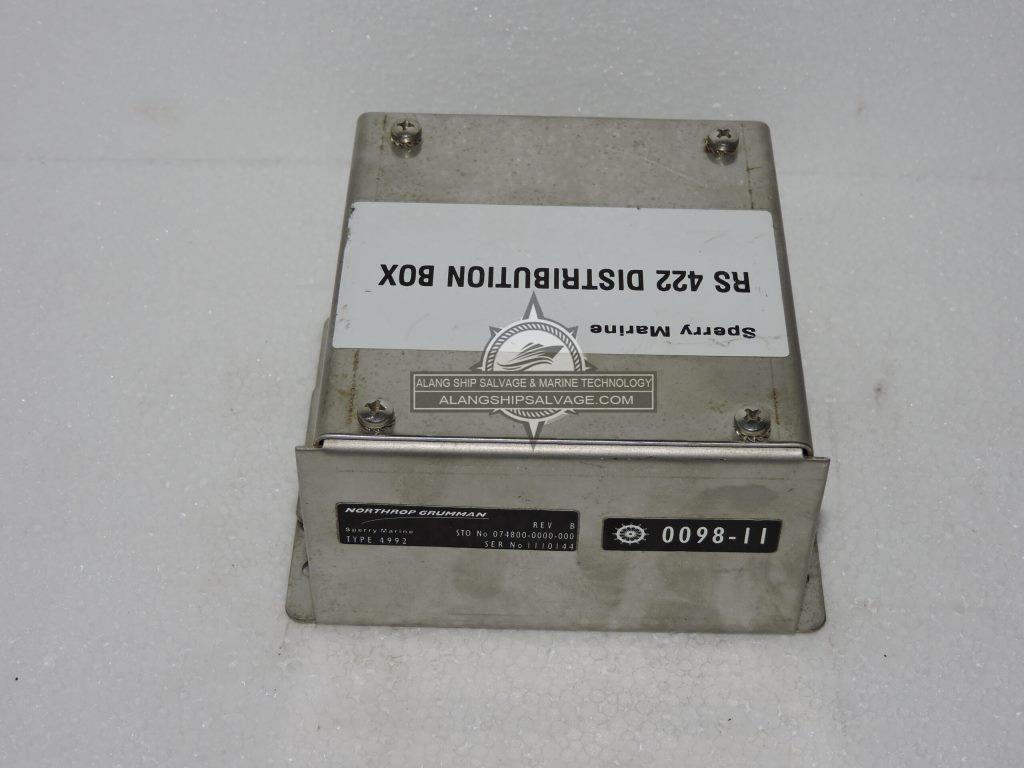 Sperry Marine
RS 422 DISTRIBUTION BOX
ALANG SHIP SALVAGE & MARINE TECHNOLOGY
ALANGSHIPSALVAGE.COM
NORTHROP GRUMMAN
Sperry Marine
TYPE 4992
REV B
STO No 074800-0000-000
SER No 1110144
0098-11